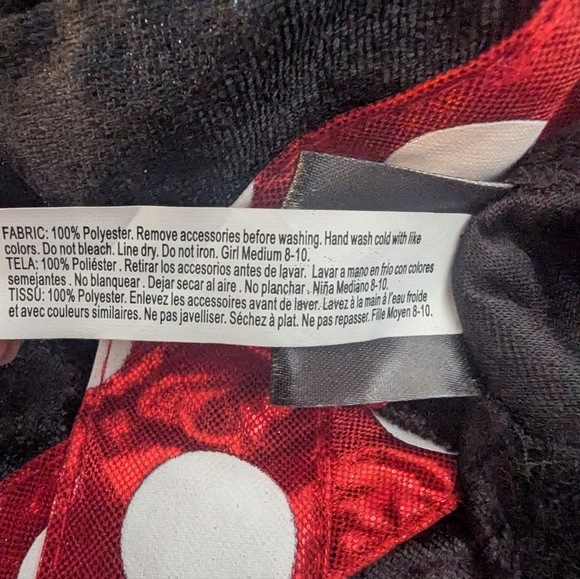 FABRIC: 100% Polyester. Remove accessories before washing. Hand wash cold with like
colors. Do not bleach. Line dry. Do not iron. Girl Medium 8-10.
TELA: 100% Poliéster . Retirar los accesorios antes de lavar. Lavar a mano en frío con colores
semejantes . No blanquear . Dejar secar al aire . No planchar . Niña Mediano 8-10.
TISSU: 100% Polyester. Enlevez les accessoires avant de laver. Lavez à la main à l'eau froide
et avec couleurs similaires. Ne pas javelliser. Séchez à plat. Ne pas repasser. Fille Moyen 8-10.